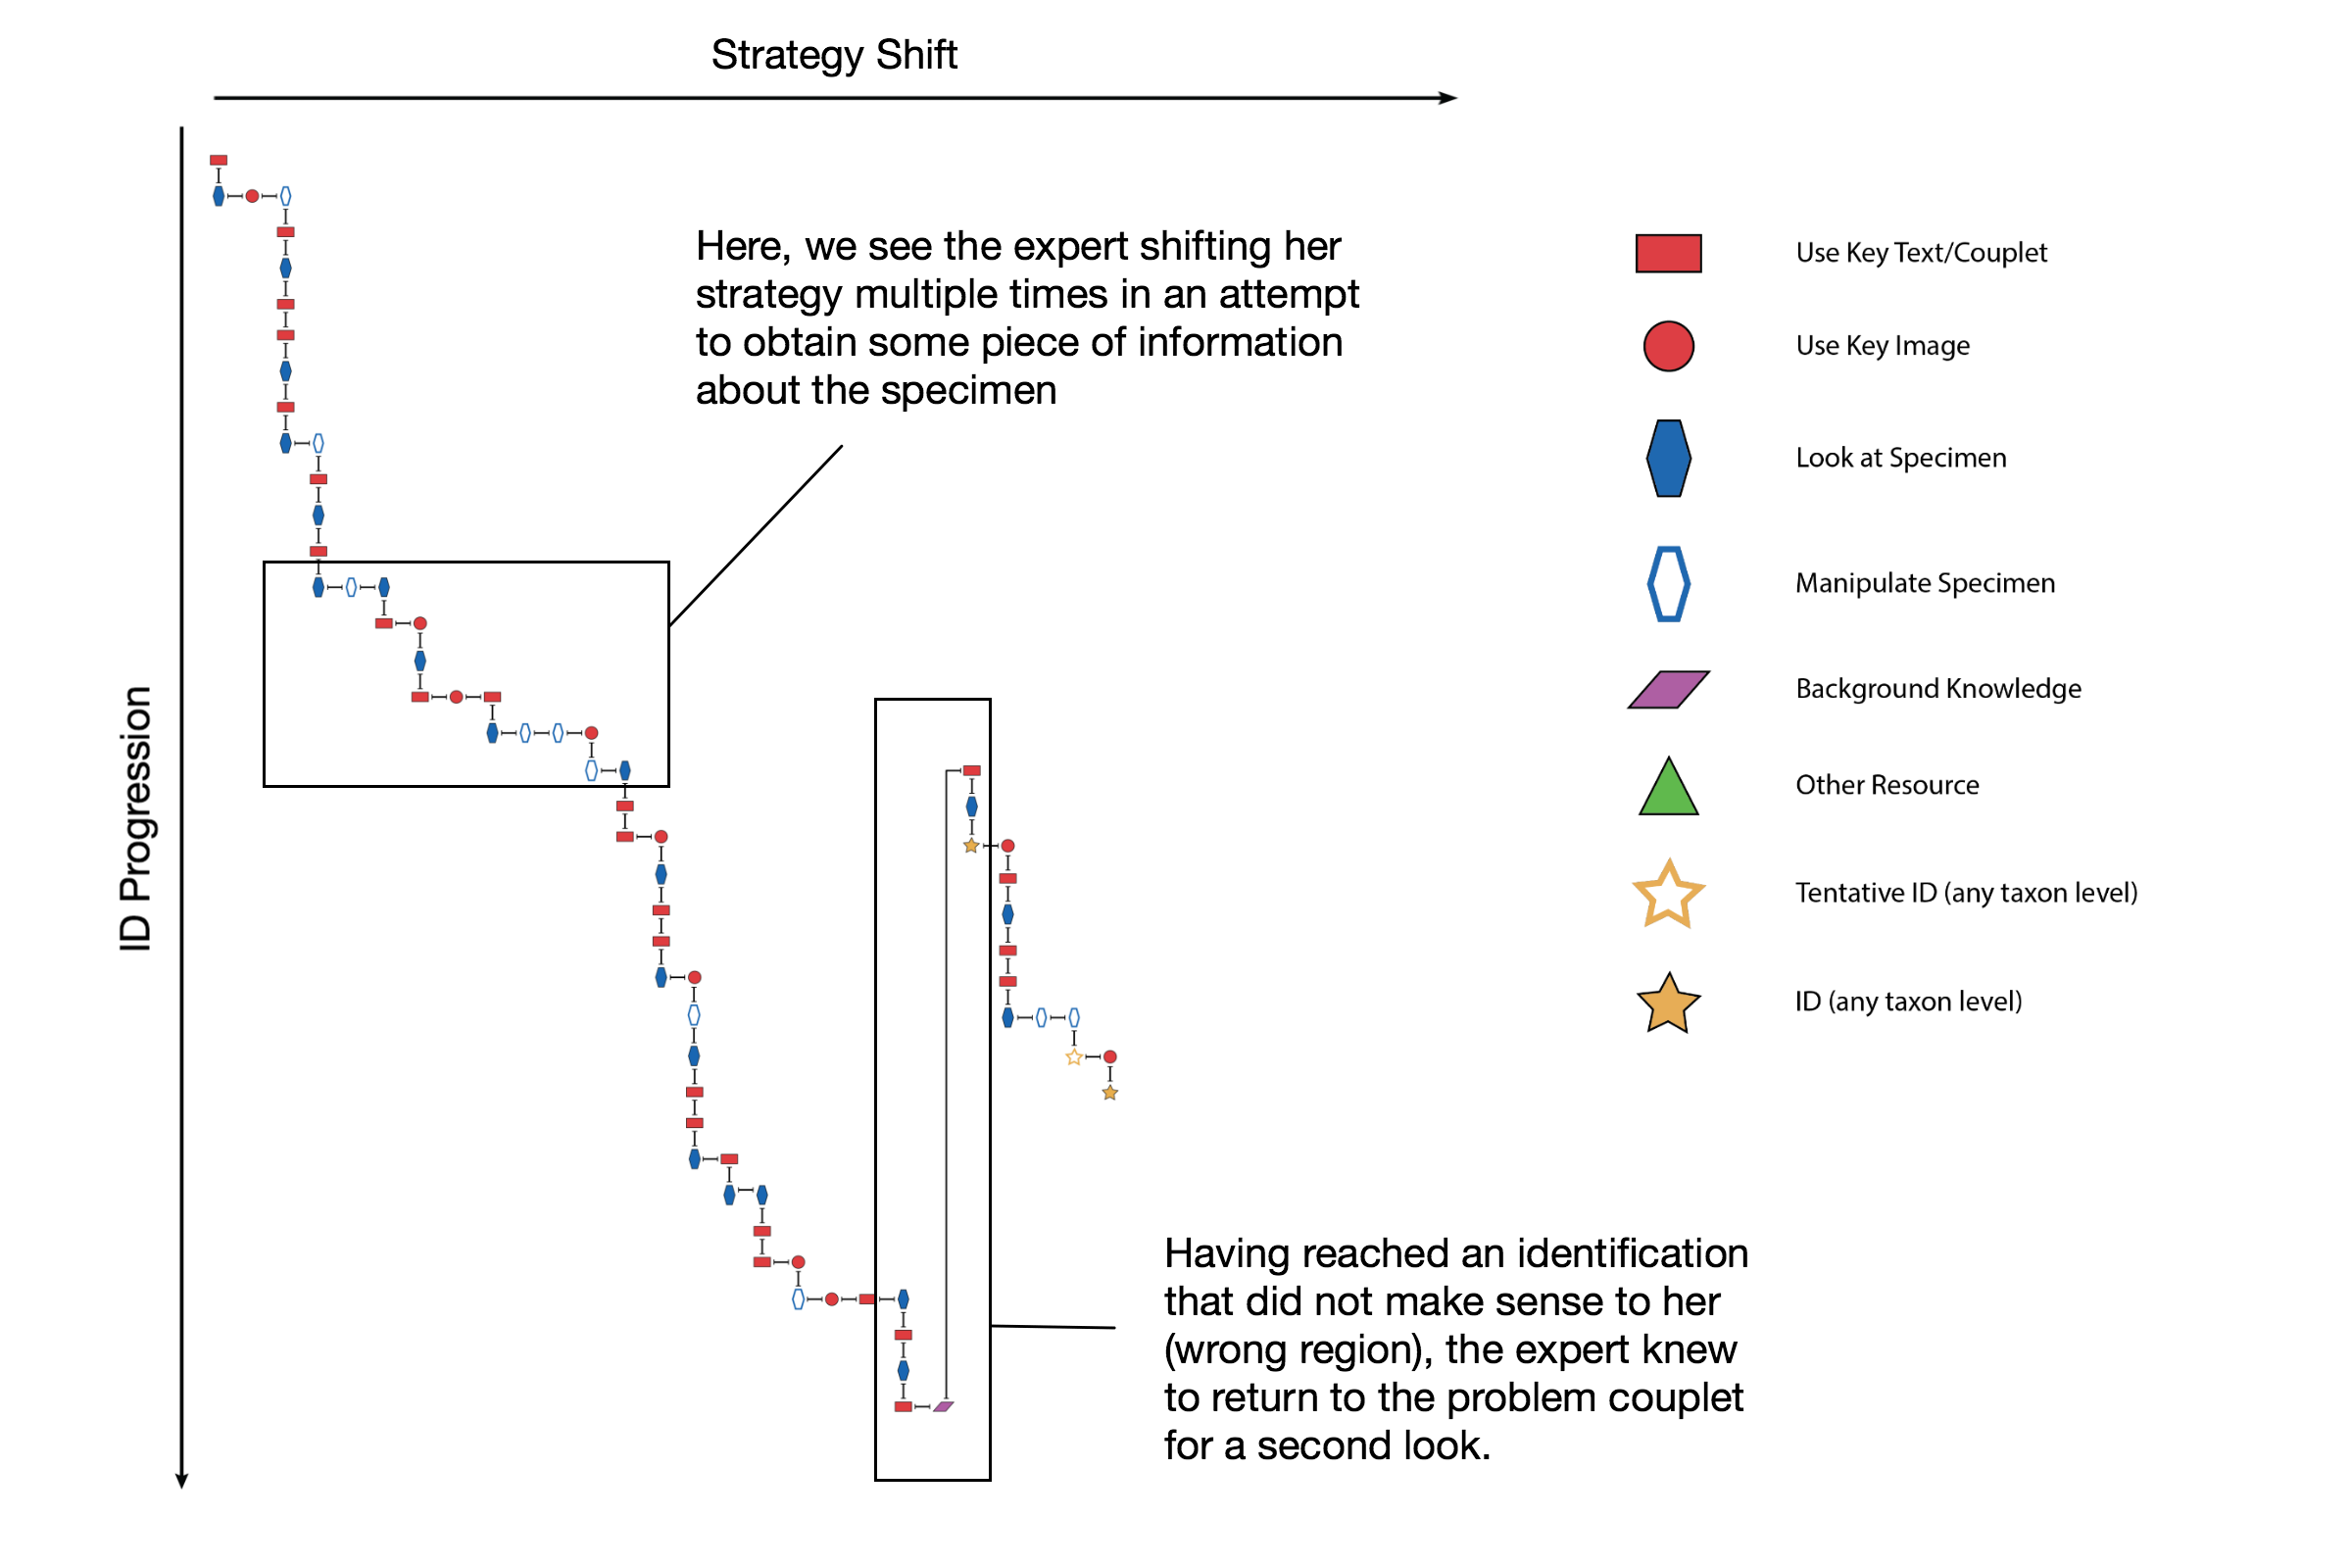 Strategy Shift
ID Progression
Here, we see the expert shifting her
strategy multiple times in an attempt
to obtain some piece of information
about the specimen
Use Key Text/Couplet
Use Key Image
Look at Specimen
Manipulate Specimen
Background Knowledge
Other Resource
Tentative ID (any taxon level)
ID (any taxon level)
Having reached an identification
that did not make sense to her
(wrong region), the expert knew
to return to the problem couplet
for a second look.